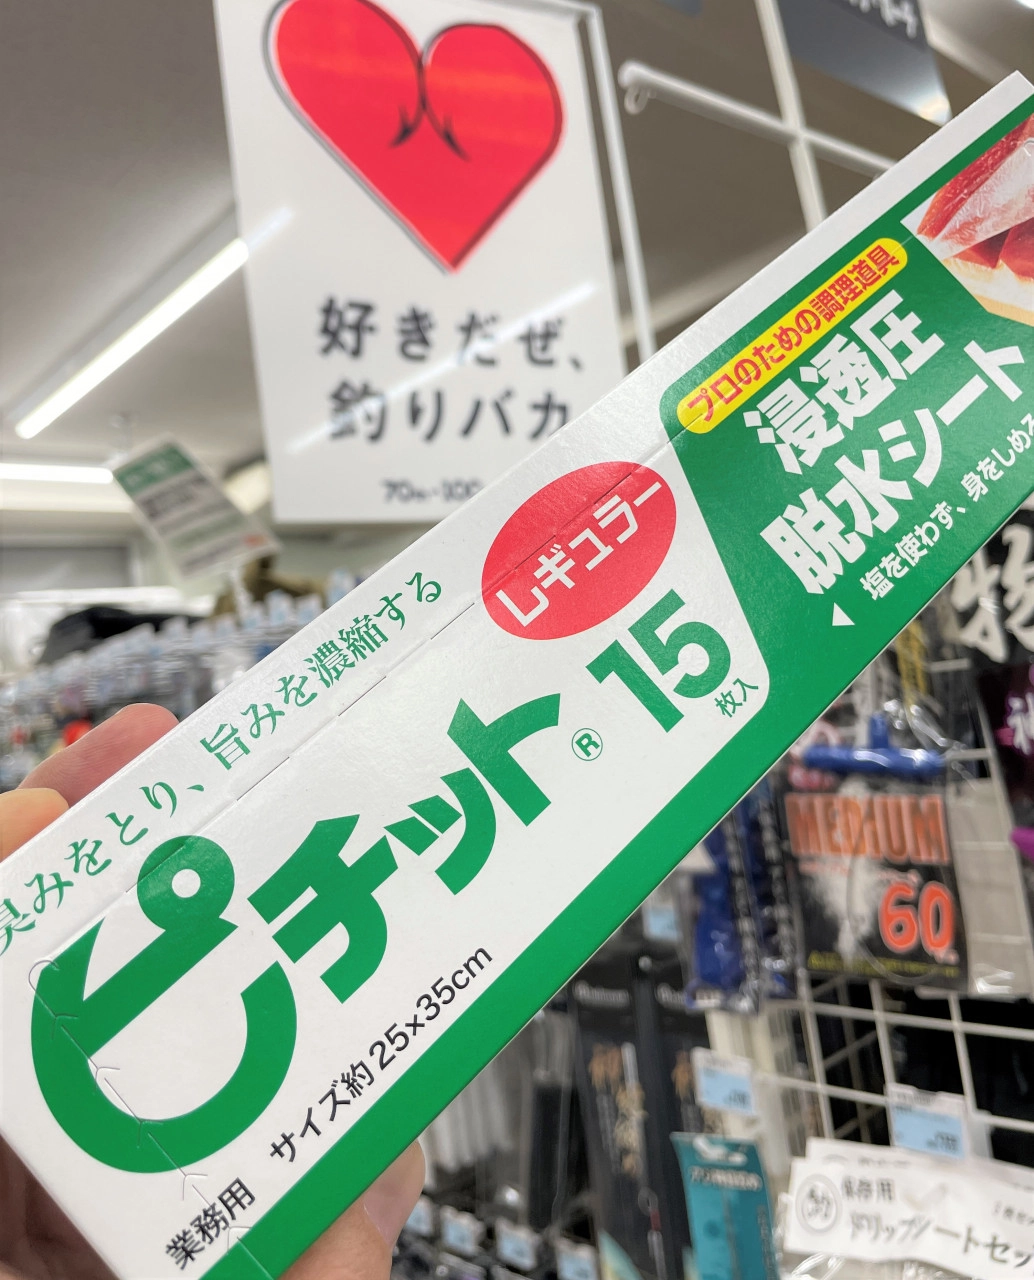 好きだぜ、
釣りバカ
プロのための調理道具
浸透圧
脱水シート
塩を使わず、身をしめ
レギュラー
15
枚入
臭みをとり、旨みを濃縮する
ピチット®
サイズ約25×35cm
業務用
MEDIUM
60
保存用
ドリップシートセッ